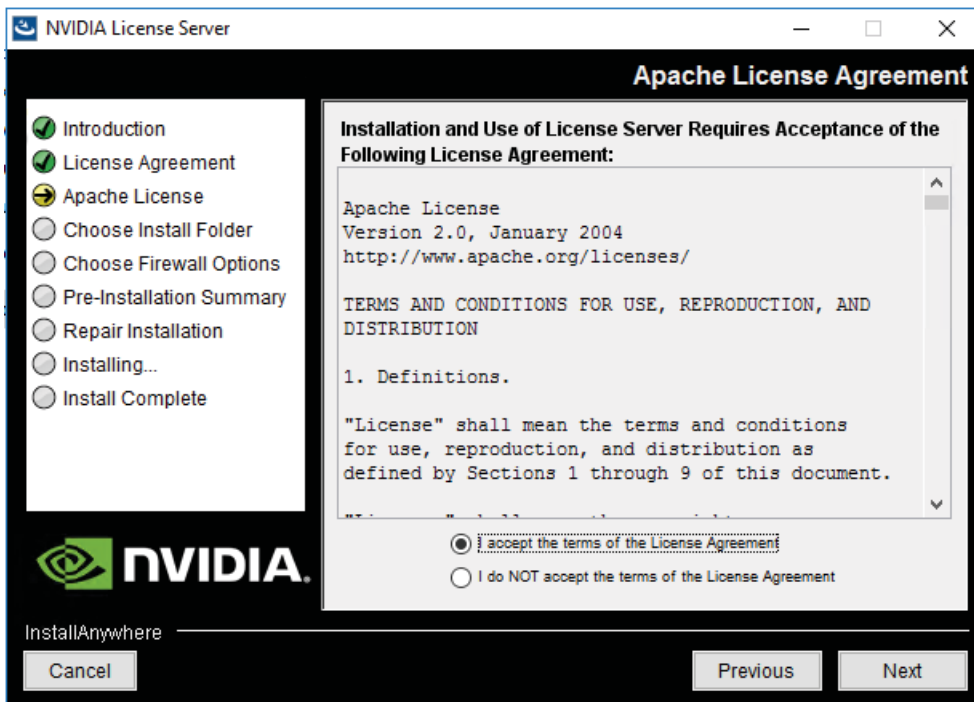 NVIDIA License Server
Apache License Agreement
Introduction
License Agreement
Apache License
Choose Install Folder
Choose Firewall Options
Pre-Installation Summary
Repair Installation
Installing...
Install Complete
Installation and Use of License Server Requires Acceptance of the
Following License Agreement:
Apache License
Version 2.0, January 2004
http://www.apache.org/licenses/
TERMS AND CONDITIONS FOR USE, REPRODUCTION, AND
DISTRIBUTION
1. Definitions.
"License" shall mean the terms and conditions
for use, reproduction, and distribution as
defined by Sections 1 through 9 of this document.
I accept the terms of the License Agreement
I do NOT accept the terms of the License Agreement
NVIDIA.
InstallAnywhere
Cancel
Previous
Next